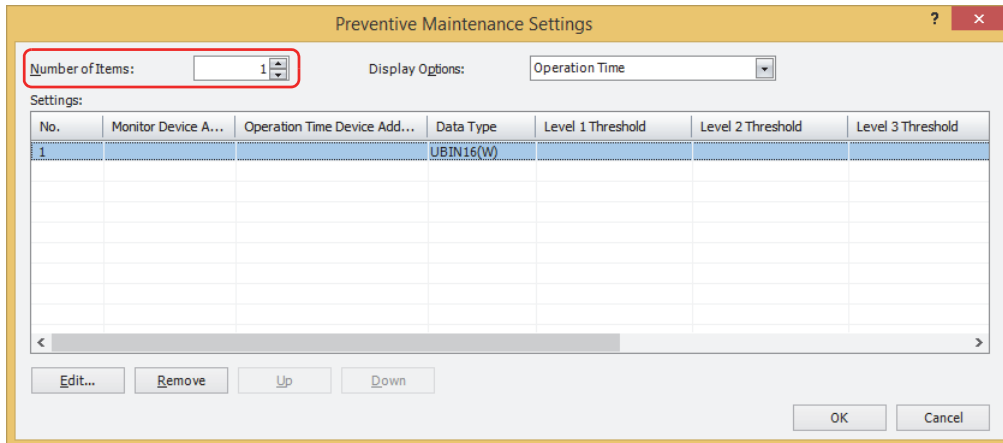 Preventive Maintenance Settings ? ×
Number of Items: 1 Display Options: Operation Time
Settings:
No. Monitor Device A... Operation Time Device Add... Data Type Level 1 Threshold Level 2 Threshold Level 3 Threshold
1 UBIN16(W)
Edit... Remove Up Down
OK Cancel